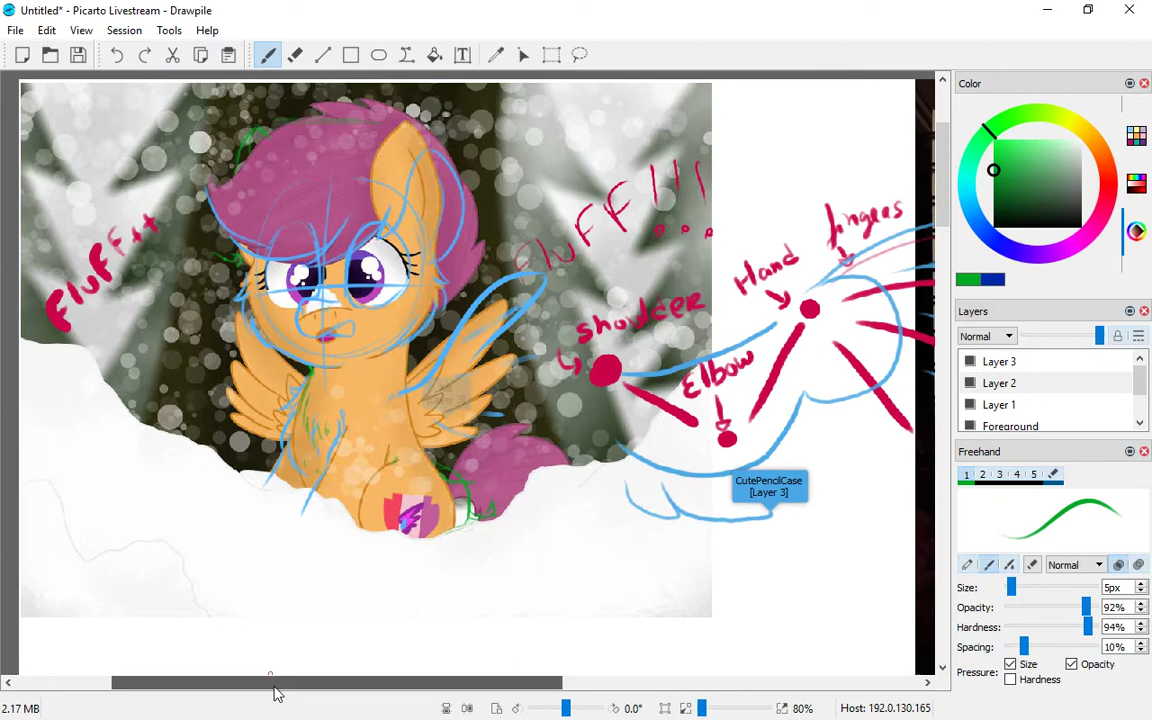 Untitled* - Picarto Livestream - Drawpile
File Edit View Session Tools Help
Color
Layers
Normal
Layer 3
Layer 2
Layer 1
Foreground
Freehand
1 2 3 4 5
Normal
Size: 5px
Opacity: 92%
Hardness: 94%
Spacing: 10%
Pressure: Size Opacity
Hardness
FlUFF
FlUFF!!!
shoulder
Hand
fingers
Elbow
CutePencilCase
[Layer 3]
2.17 MB
0.0°
80%
Host: 192.0.130.165